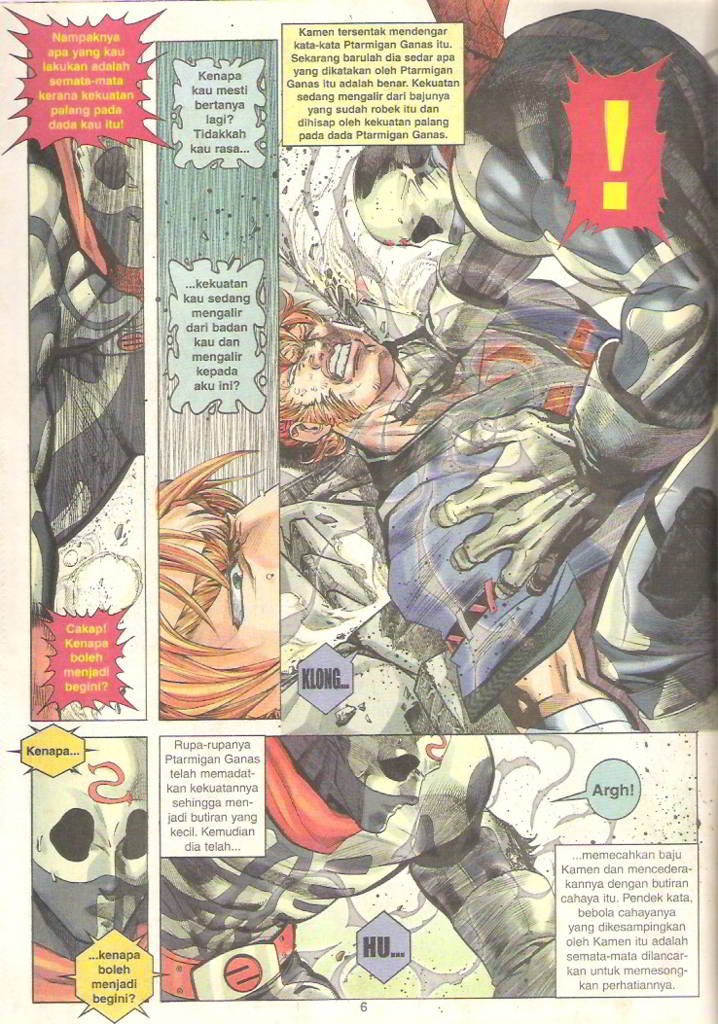 Nampaknya
apa yang kau
lakukan adalah
semata-mata
kerana kekuatan
palang pada
dada kau itu!
Cakap!
Kenapa
boleh
menjadi
begini?
Kenapa
kau mesti
bertanya
lagi?
Tidakkah
kau rasa...
...kekuatan
kau sedang
mengalir
dari badan
kau dan
mengalir
kepada
aku ini?
Kamen tersentak mendengar
kata-kata Ptarmigan Ganas itu.
Sekarang barulah dia sedar apa
yang dikatakan oleh Ptarmigan
Ganas itu adalah benar. Kekuatan
sedang mengalir dari bajunya
yang sudah robek itu dan
dihisap oleh kekuatan palang
pada dada Ptarmigan Ganas.
!
KLONG...
Kenapa...
...kenapa
boleh
menjadi
begini?
Rupa-rupanya
Ptarmigan Ganas
telah memadat-
kan kekuatannya
sehingga men-
jadi butiran yang
kecil. Kemudian
dia telah...
HU...
Argh!
...memecahkan baju
Kamen dan mencedera-
kannya dengan butiran
cahaya itu. Pendek kata,
bebola cahayanya
yang dikesampingkan
oleh Kamen itu adalah
semata-mata dilancar-
kan untuk memesong-
kan perhatiannya.
6